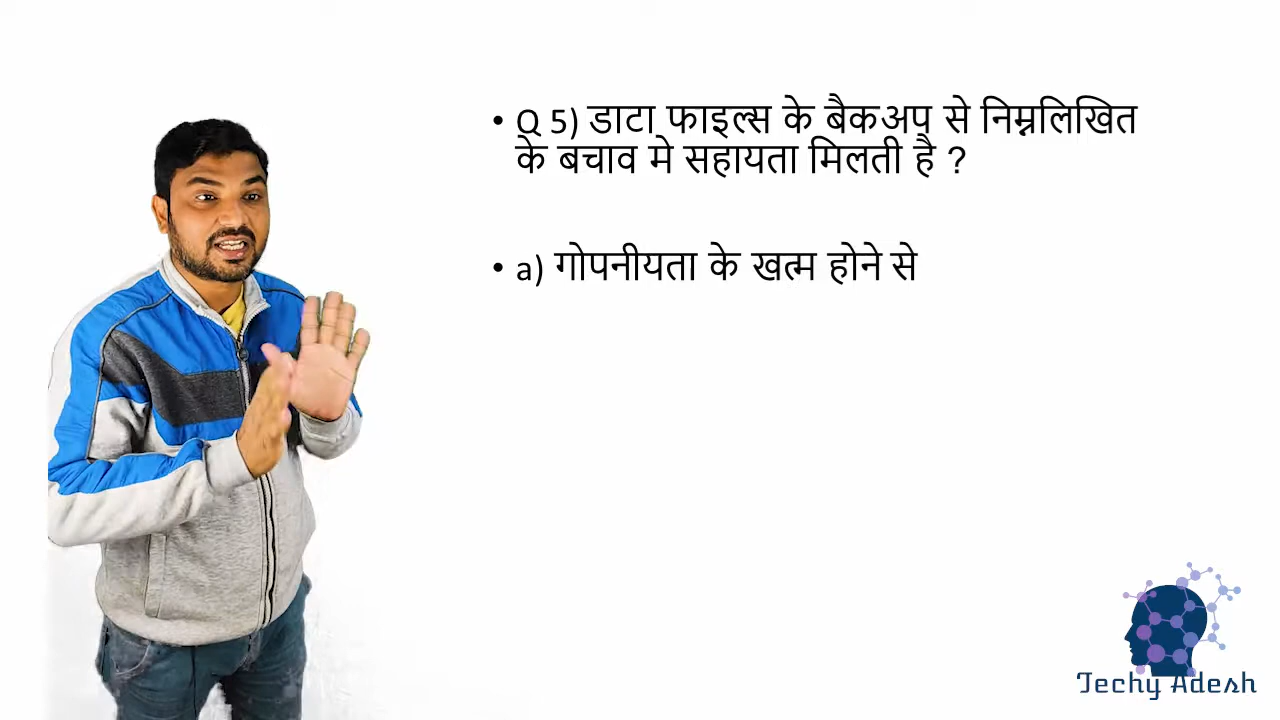 • Q 5) डाटा फाइल्स के बैकअप से निम्नलिखित
के बचाव मे सहायता मिलती है ?
• a) गोपनीयता के खत्म होने से
Techy Adesh